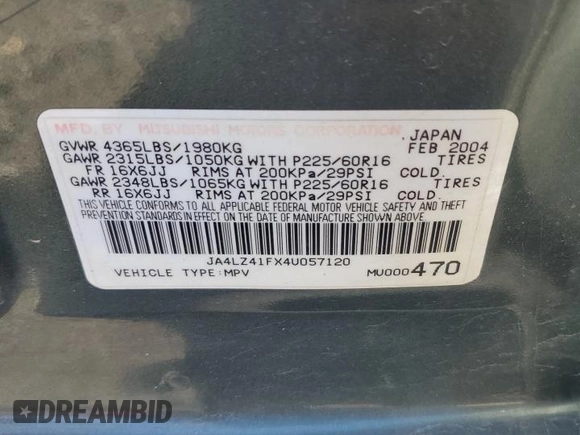 MFD. BY MITSUBISHI MOTORS CORPORATION, JAPAN
GVWR 4365LBS/1980KG FEB 2004
GAWR 2315LBS/1050KG WITH P225/60R16 TIRES
FR 16X6JJ RIMS AT 200KPa/29PSI COLD.
GAWR 2348LBS/1065KG WITH P225/60R16 TIRES
RR 16X6JJ RIMS AT 200KPa/29PSI COLD.
THIS VEHICLE CONFORMS TO ALL APPLICABLE FEDERAL MOTOR VEHICLE SAFETY AND THEFT
PREVENTION STANDARDS IN EFFECT ON THE DATE OF MANUFACTURE SHOWN ABOVE.
JA4LZ41FX4U057120
VEHICLE TYPE:MPV MU000470
DREAMBID